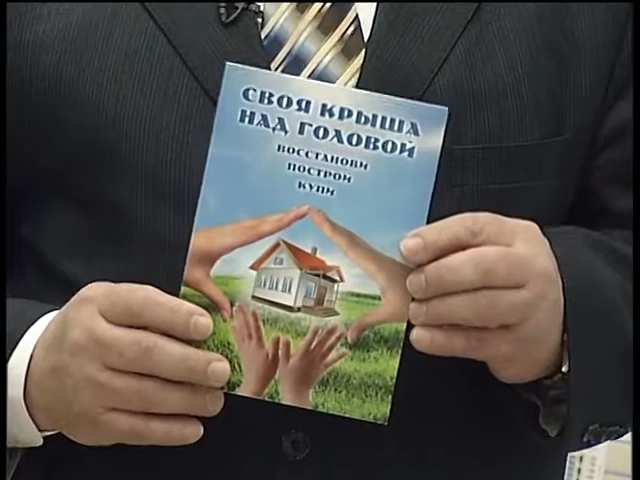 СВОЯ КРЫША
НАД ГОЛОВОЙ
ВОССТАНОВИ
ПОСТРОЙ
КУПИ